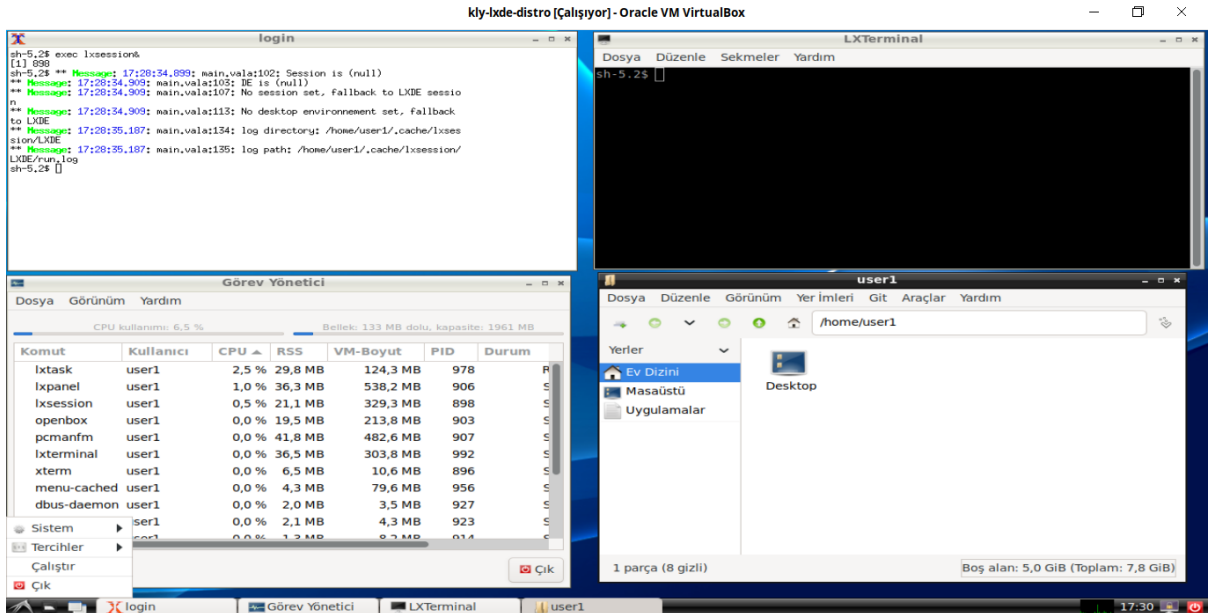 kly-lxde-distro [Çalışıyor] - Oracle VM VirtualBox
login
sh-5.2$ exec lxsession&
[1] 898
sh-5.2$ ** Message: 17:28:34.899: main.vala:102: Session is (null)
** Message: 17:28:34.909: main.vala:103: DE is (null)
** Message: 17:28:34.909: main.vala:107: No session set, fallback to LXDE sessio
n
** Message: 17:28:34.909: main.vala:113: No desktop environnement set, fallback
to LXDE
** Message: 17:28:35.187: main.vala:134: log directory: /home/user1/.cache/lxses
sion/LXDE
** Message: 17:28:35.187: main.vala:135: log path: /home/user1/.cache/lxsession/
LXDE/run.log
sh-5.2$
LXTerminal
Dosya Düzenle Sekmeler Yardım
sh-5.2$
Görev Yönetici
Dosya Görünüm Yardım
CPU kullanımı: 6,5 % Bellek: 133 MB dolu, kapasite: 1961 MB
Komut Kullanıcı CPU RSS VM-Boyut PID Durum
lxtask user1 2,5 % 29,8 MB 124,3 MB 978 R
lxpanel user1 1,0 % 36,3 MB 538,2 MB 906 S
lxsession user1 0,5 % 21,1 MB 329,3 MB 898 S
openbox user1 0,0 % 19,5 MB 213,8 MB 903 S
pcmanfm user1 0,0 % 41,8 MB 482,6 MB 907 S
lxterminal user1 0,0 % 36,5 MB 303,8 MB 992 S
xterm user1 0,0 % 6,5 MB 10,6 MB 896 S
menu-cached user1 0,0 % 4,3 MB 79,6 MB 956 S
dbus-daemon user1 0,0 % 2,0 MB 3,5 MB 927 S
ser1 0,0 % 2,1 MB 4,3 MB 923 S
0,0 % 1,3 MB 8,2 MB 914
Çık
Sistem
Tercihler
Çalıştır
Çık
user1
Dosya Düzenle Görünüm Yer İmleri Git Araçlar Yardım
/home/user1
Yerler
Ev Dizini
Masaüstü
Uygulamalar
Desktop
1 parça (8 gizli)
Boş alan: 5,0 GiB (Toplam: 7,8 GiB)
login Görev Yönetici LXTerminal user1 17:30